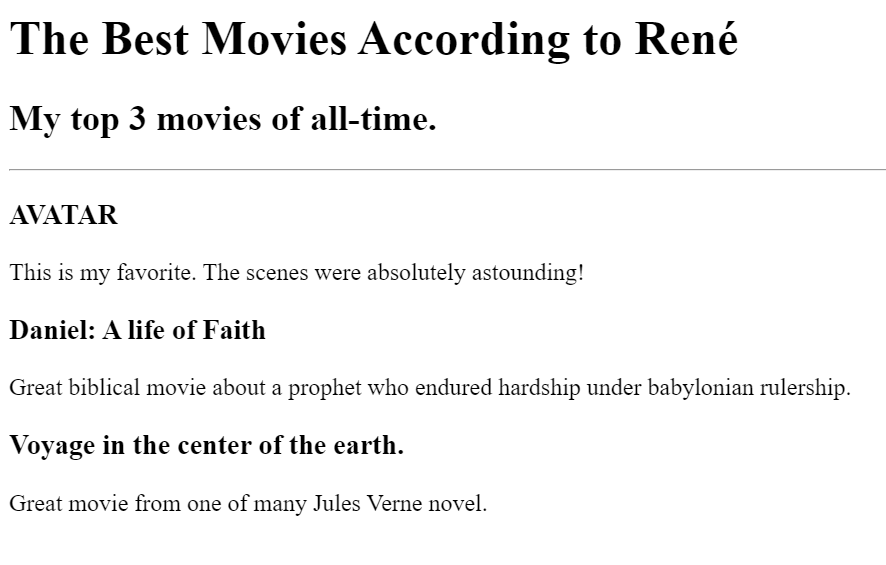 The Best Movies According to René
My top 3 movies of all-time.
AVATAR
This is my favorite. The scenes were absolutely astounding!
Daniel: A life of Faith
Great biblical movie about a prophet who endured hardship under babylonian rulership.
Voyage in the center of the earth.
Great movie from one of many Jules Verne novel.